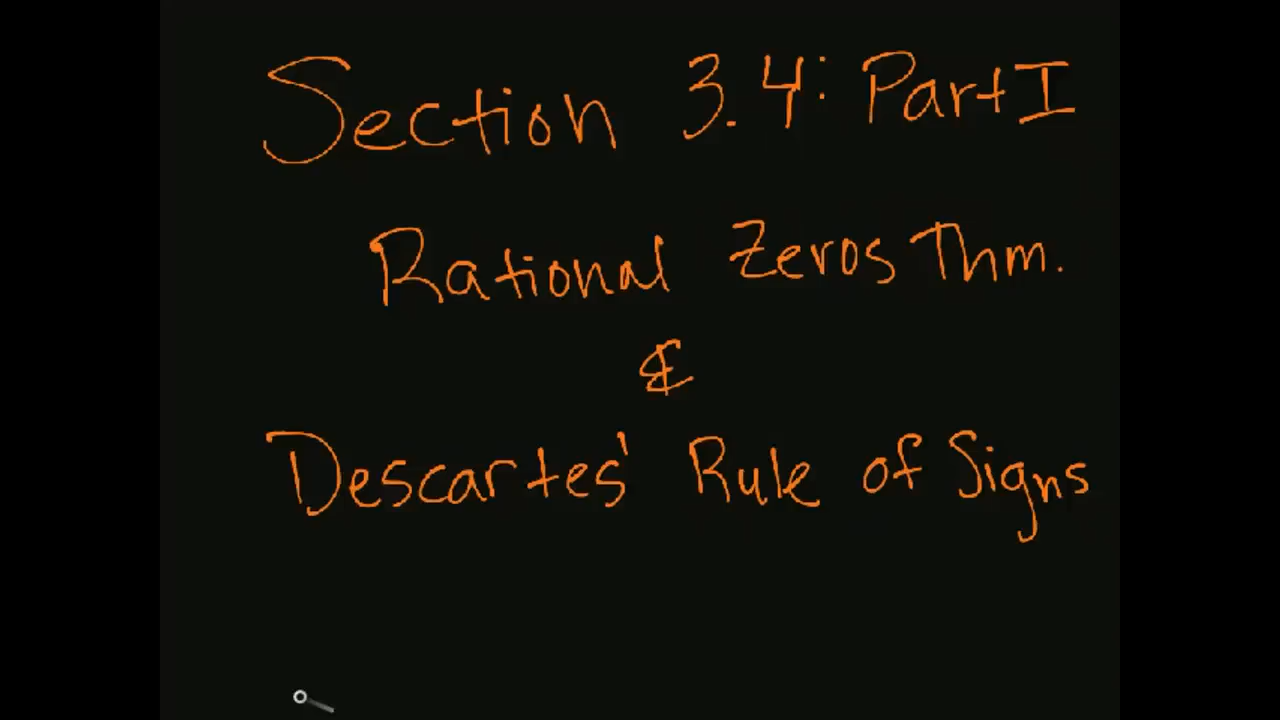 Section 3.4: Part I
Rational Zeros Thm.
&
Descartes' Rule of Signs